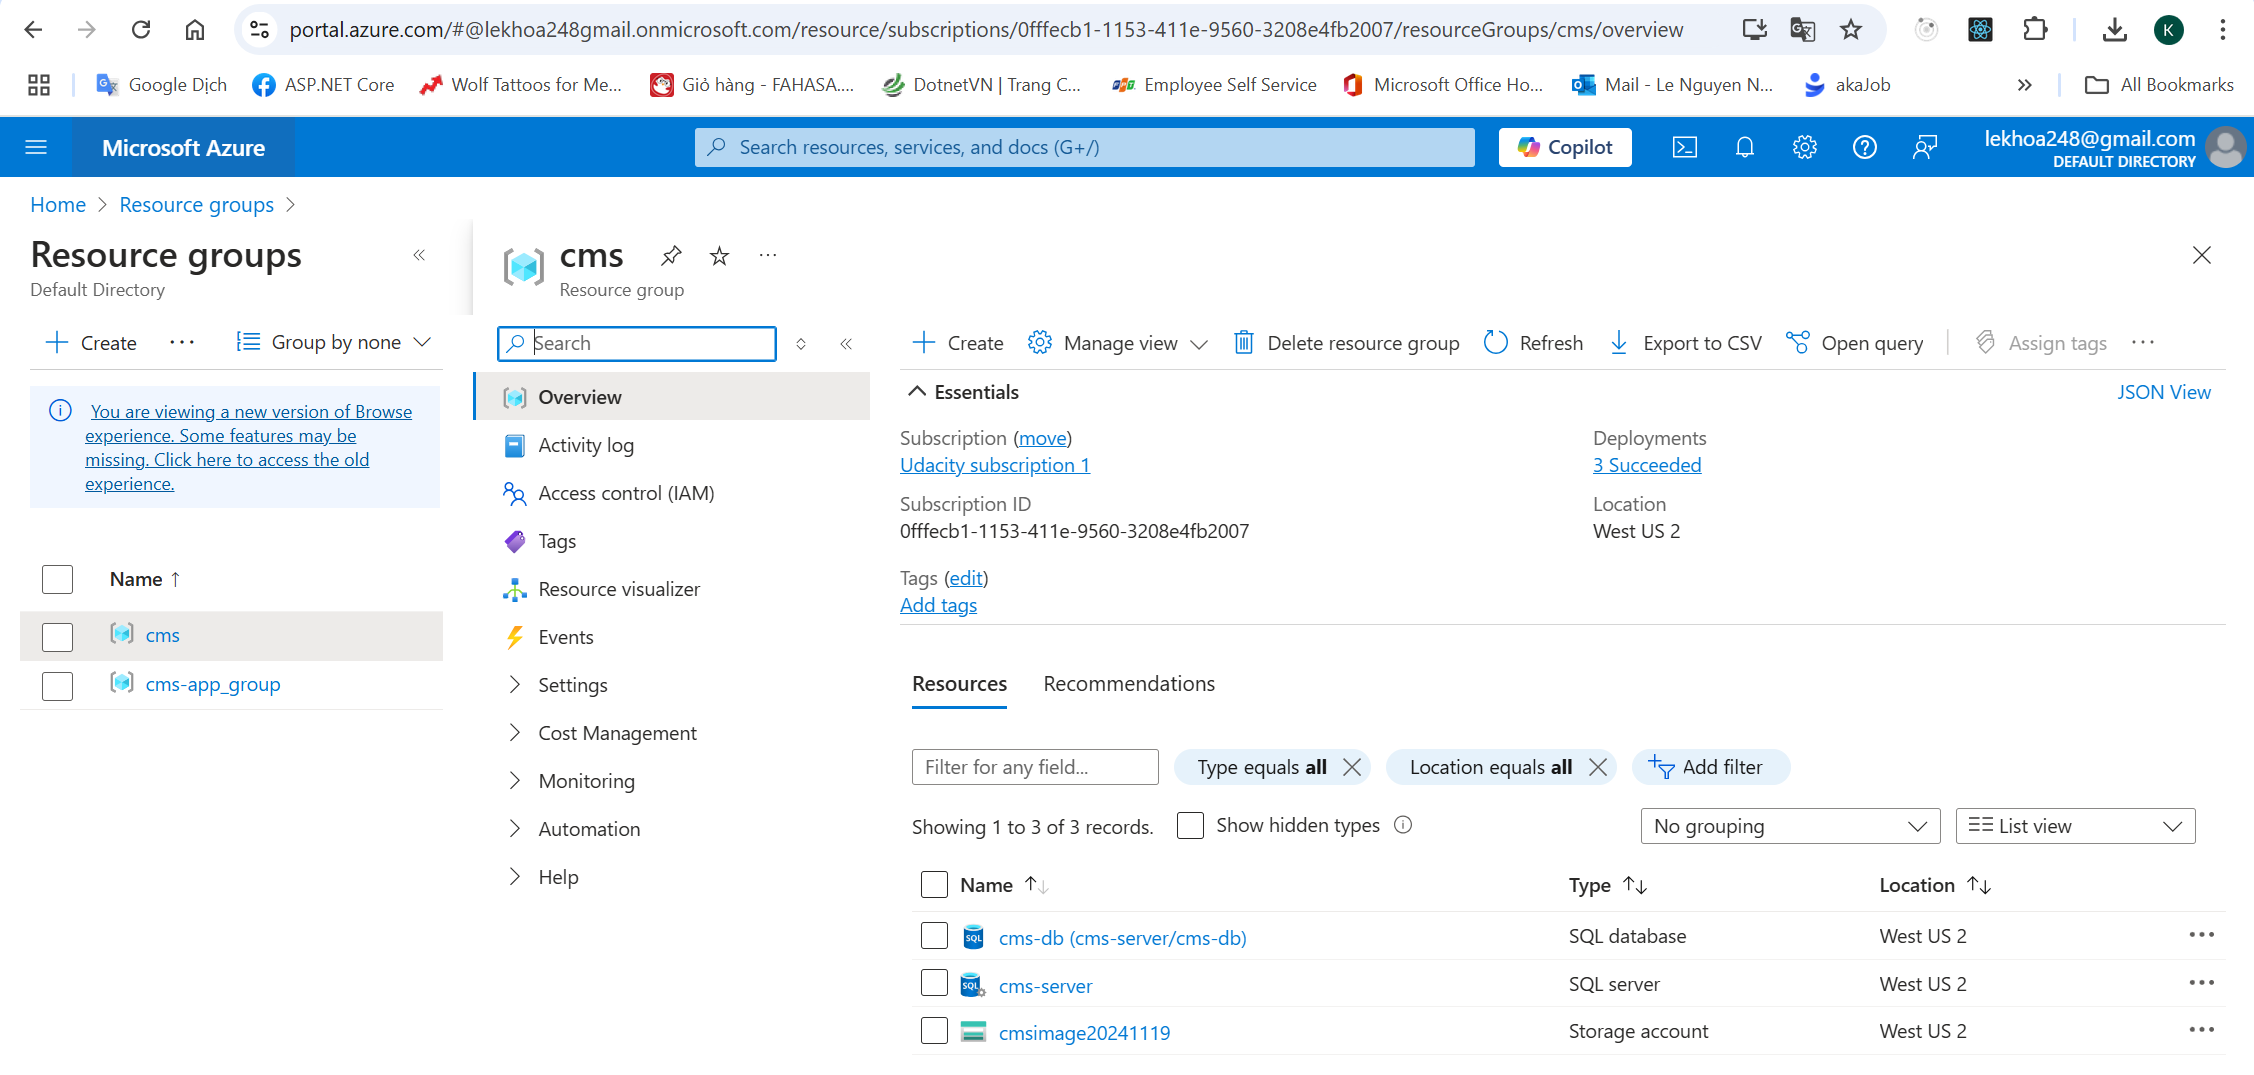 portal.azure.com/#@lekhoa248gmail.onmicrosoft.com/resource/subscriptions/0fffecb1-1153-411e-9560-3208e4fb2007/resourceGroups/cms/overview
K
Google Dịch
ASP.NET Core
Wolf Tattoos for Me...
Giỏ hàng - FAHASA....
DotnetVN | Trang C...
Employee Self Service
Microsoft Office Ho...
Mail - Le Nguyen N...
akaJob
All Bookmarks
Microsoft Azure
Search resources, services, and docs (G+/)
Copilot
lekhoa248@gmail.com
DEFAULT DIRECTORY
Home > Resource groups >
Resource groups
Default Directory
Create
Group by none
You are viewing a new version of Browse
experience. Some features may be
missing. Click here to access the old
experience.
Name ↑
cms
cms-app_group
cms
Resource group
Search
Overview
Activity log
Access control (IAM)
Tags
Resource visualizer
Events
Settings
Cost Management
Monitoring
Automation
Help
Create
Manage view
Delete resource group
Refresh
Export to CSV
Open query
Assign tags
Essentials
JSON View
Subscription (move)
Udacity subscription 1
Subscription ID
0fffecb1-1153-411e-9560-3208e4fb2007
Deployments
3 Succeeded
Location
West US 2
Tags (edit)
Add tags
Resources
Recommendations
Filter for any field...
Type equals all
Location equals all
Add filter
Showing 1 to 3 of 3 records.
Show hidden types
No grouping
List view
Name ↑↓ Type ↑↓ Location ↑↓
cms-db (cms-server/cms-db) SQL database West US 2
cms-server SQL server West US 2
cmsimage20241119 Storage account West US 2